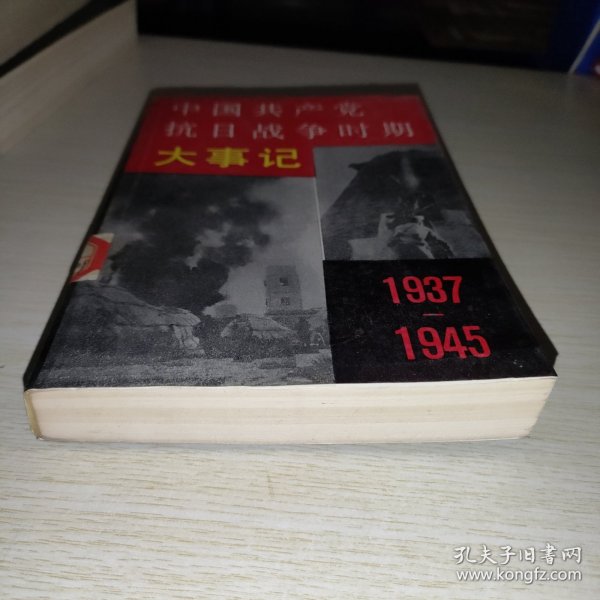 中国共产党
抗日战争时期
大事记
1937
—
1945
孔夫子旧书网
www.kongfz.com